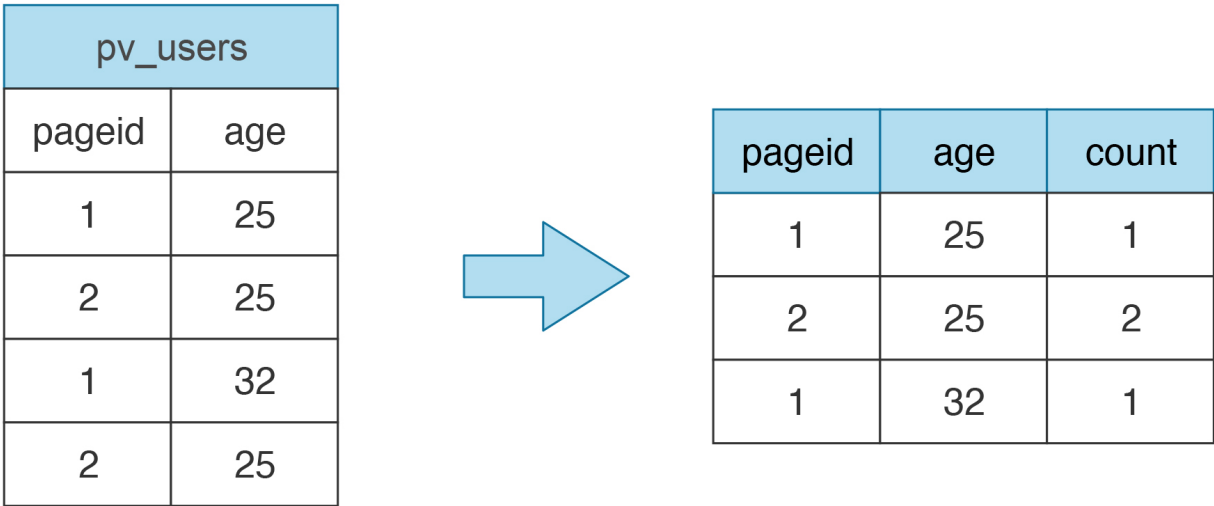 pv_users
pageid age
1 25
2 25
1 32
2 25
pageid age count
1 25 1
2 25 2
1 32 1